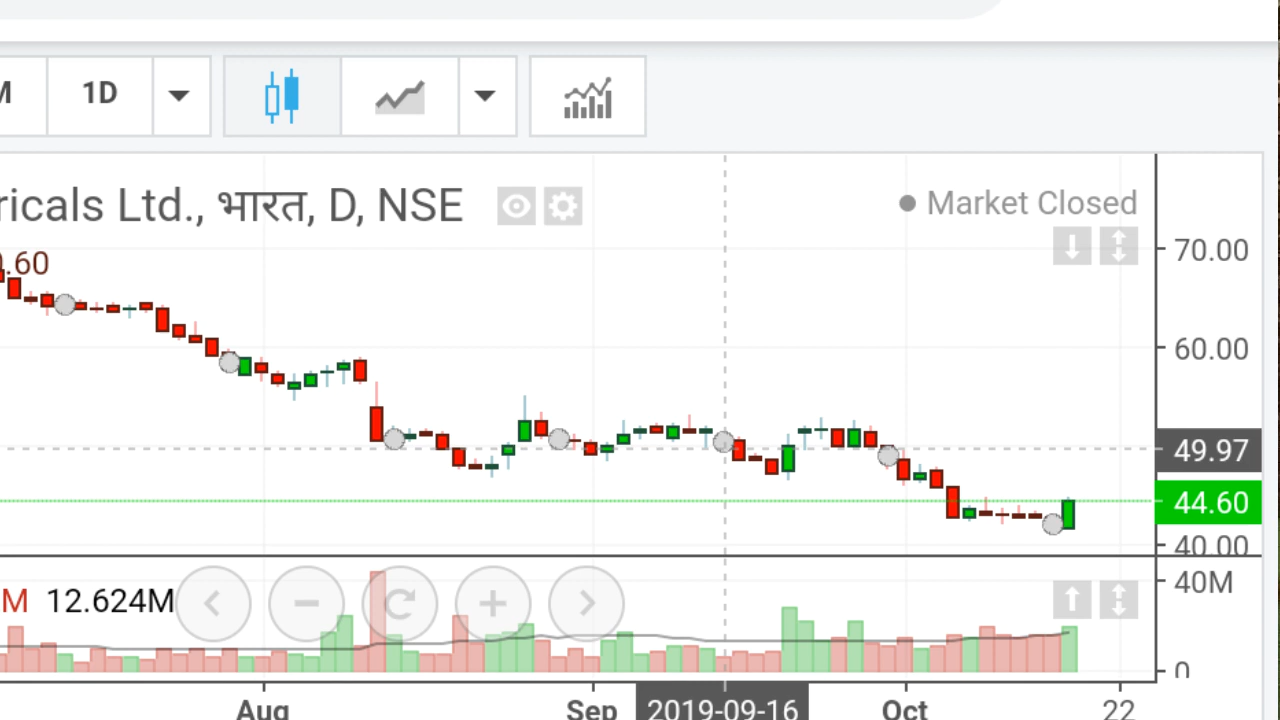 M 1D
ricals Ltd., भारत, D, NSE
Market Closed
.60
70.00
60.00
49.97
44.60
40.00
M 12.624M
40M
0
Aug Sep 2019-09-16 Oct 22